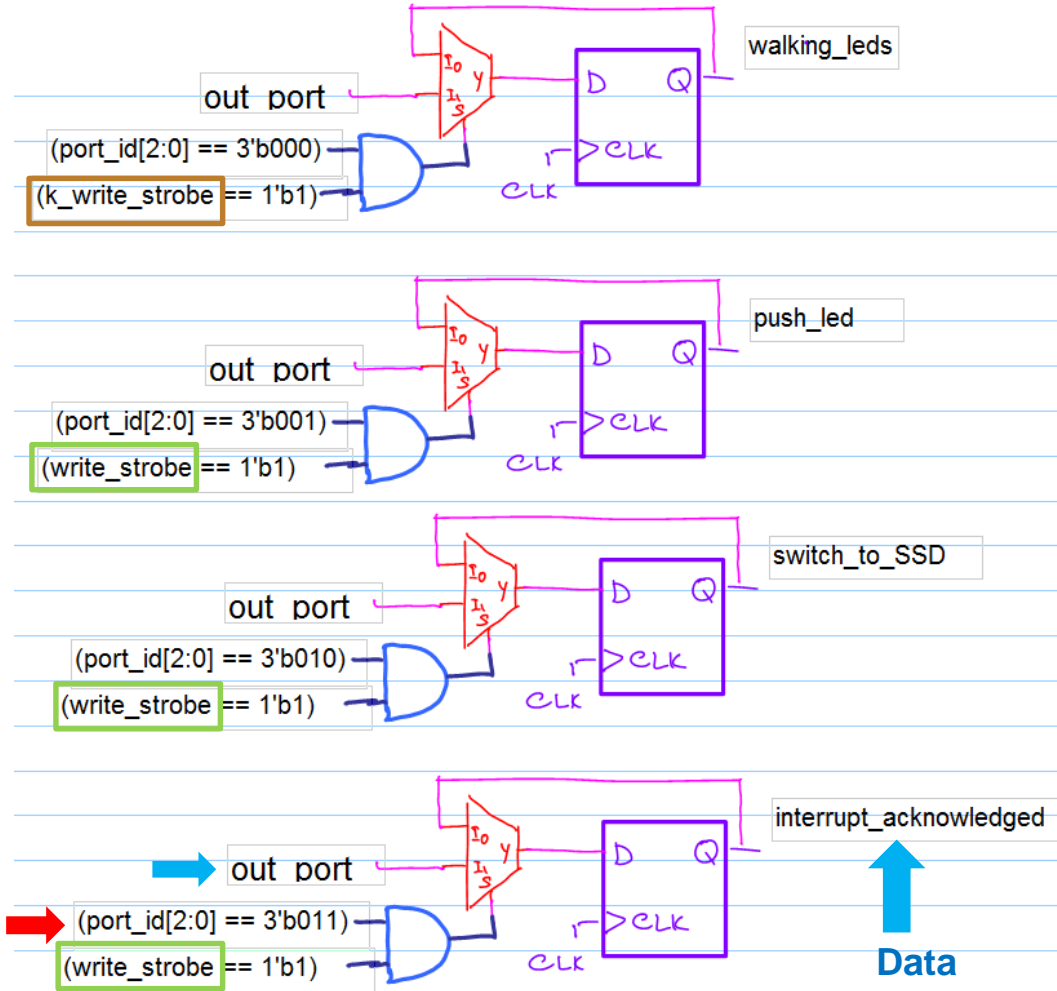 walking_leds
I0
Y
D
Q
out_port
I1
S
(port_id[2:0] == 3'b000)
CLK
(k_write_strobe == 1'b1)
CLK
push_led
I0
Y
D
Q
out_port
I1
S
(port_id[2:0] == 3'b001)
CLK
(write_strobe == 1'b1)
CLK
switch_to_SSD
I0
Y
D
Q
out_port
I1
S
(port_id[2:0] == 3'b010)
CLK
(write_strobe == 1'b1)
CLK
interrupt_acknowledged
I0
Y
D
Q
out_port
I1
S
(port_id[2:0] == 3'b011)
CLK
(write_strobe == 1'b1)
CLK
Data